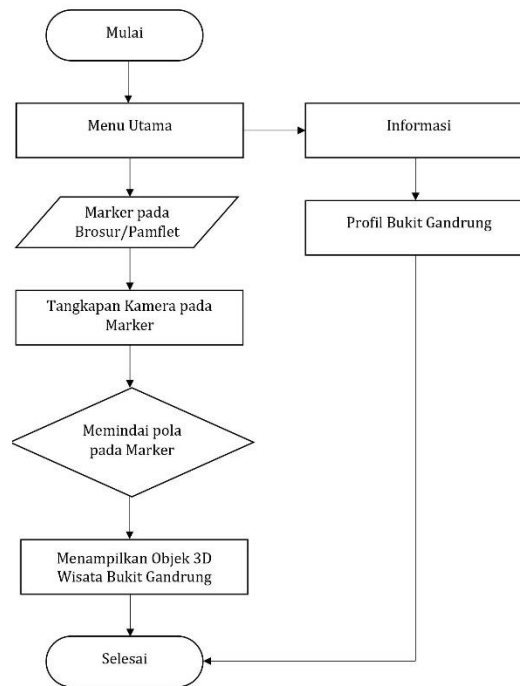 Mulai
Menu Utama
Informasi
Marker pada
Brosur/Pamflet
Profil Bukit Gandrung
Tangkapan Kamera pada
Marker
Memindai pola
pada Marker
Menampilkan Objek 3D
Wisata Bukit Gandrung
Selesai